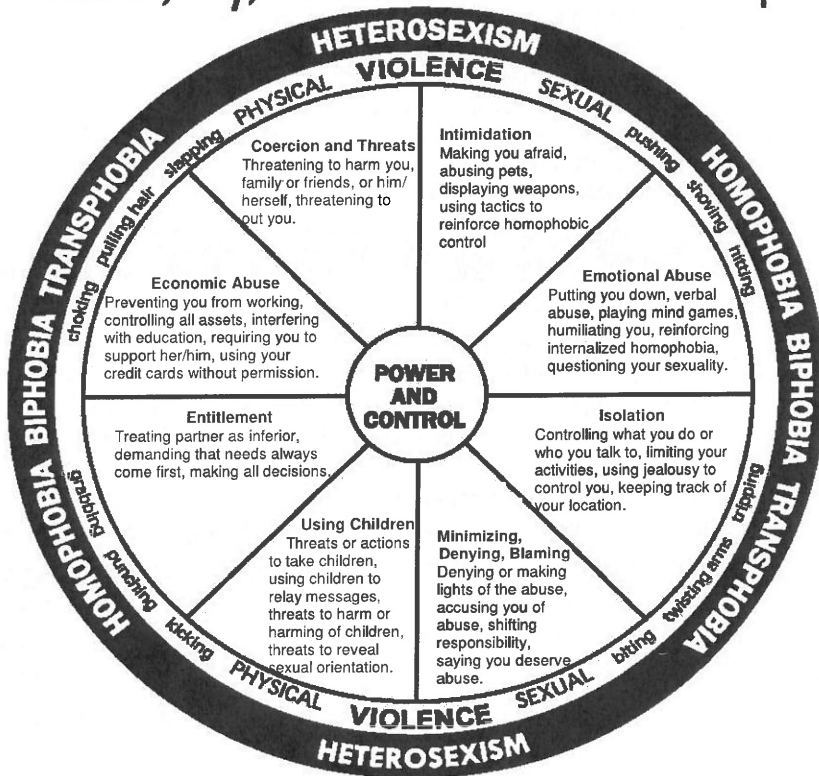 HETEROSEXISM
PHYSICAL VIOLENCE SEXUAL
HOMOPHOBIA BIPHOBIA TRANSPHOBIA
HOMOPHOBIA BIPHOBIA TRANSPHOBIA
choking pulling hair slapping
pushing shoving hitting
Coercion and Threats
Threatening to harm you,
family or friends, or him/
herself, threatening to
out you.
Intimidation
Making you afraid,
abusing pets,
displaying weapons,
using tactics to
reinforce homophobic
control
Economic Abuse
Preventing you from working,
controlling all assets, interfering
with education, requiring you to
support her/him, using your
credit cards without permission.
Emotional Abuse
Putting you down, verbal
abuse, playing mind games,
humiliating you, reinforcing
internalized homophobia,
questioning your sexuality.
POWER
AND
CONTROL
Entitlement
Treating partner as inferior,
demanding that needs always
come first, making all decisions.
Isolation
Controlling what you do or
who you talk to, limiting your
activities, using jealousy to
control you, keeping track of
your location.
Using Children
Threats or actions
to take children,
using children to
relay messages,
threats to harm or
harming of children,
threats to reveal
sexual orientation.
Minimizing,
Denying, Blaming
Denying or making
lights of the abuse,
accusing you of
abuse, shifting
responsibility,
saying you deserve
abuse.
grabbing punching kicking
biting twisting arms tripping
PHYSICAL VIOLENCE SEXUAL
HETEROSEXISM